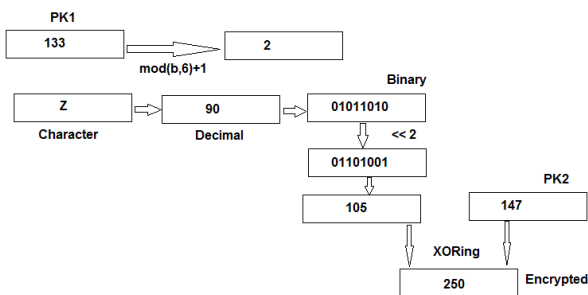 PK1
133
2
mod(b,6)+1
Binary
Z
90
01011010
Character
Decimal
<< 2
01101001
PK2
105
147
XORing
250
Encrypted